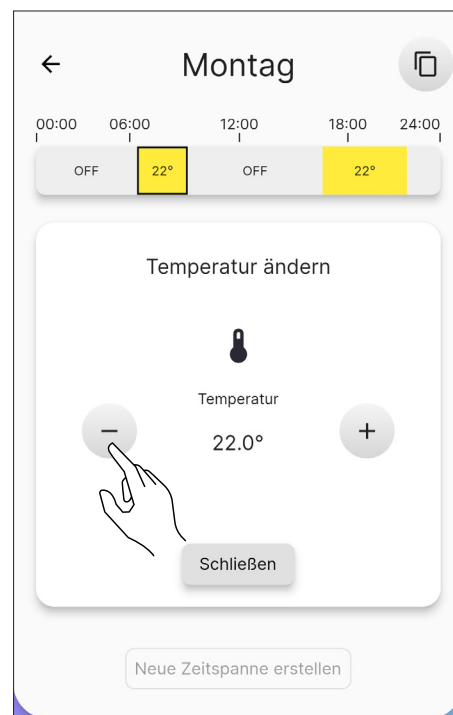 Montag
00:00 06:00 12:00 18:00 24:00
OFF 22° OFF 22°
Temperatur ändern
Temperatur
22.0°
Schließen
Neue Zeitspanne erstellen